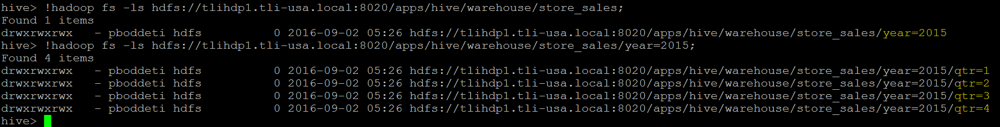 hive> !hadoop fs -ls hdfs://tlihdp1.tli-usa.local:8020/apps/hive/warehouse/store_sales;
Found 1 items
drwxrwxrwx   - pboddeti hdfs          0 2016-09-02 05:26 hdfs://tlihdp1.tli-usa.local:8020/apps/hive/warehouse/store_sales/year=2015
hive> !hadoop fs -ls hdfs://tlihdp1.tli-usa.local:8020/apps/hive/warehouse/store_sales/year=2015;
Found 4 items
drwxrwxrwx   - pboddeti hdfs          0 2016-09-02 05:26 hdfs://tlihdp1.tli-usa.local:8020/apps/hive/warehouse/store_sales/year=2015/qtr=1
drwxrwxrwx   - pboddeti hdfs          0 2016-09-02 05:26 hdfs://tlihdp1.tli-usa.local:8020/apps/hive/warehouse/store_sales/year=2015/qtr=2
drwxrwxrwx   - pboddeti hdfs          0 2016-09-02 05:26 hdfs://tlihdp1.tli-usa.local:8020/apps/hive/warehouse/store_sales/year=2015/qtr=3
drwxrwxrwx   - pboddeti hdfs          0 2016-09-02 05:26 hdfs://tlihdp1.tli-usa.local:8020/apps/hive/warehouse/store_sales/year=2015/qtr=4
hive>